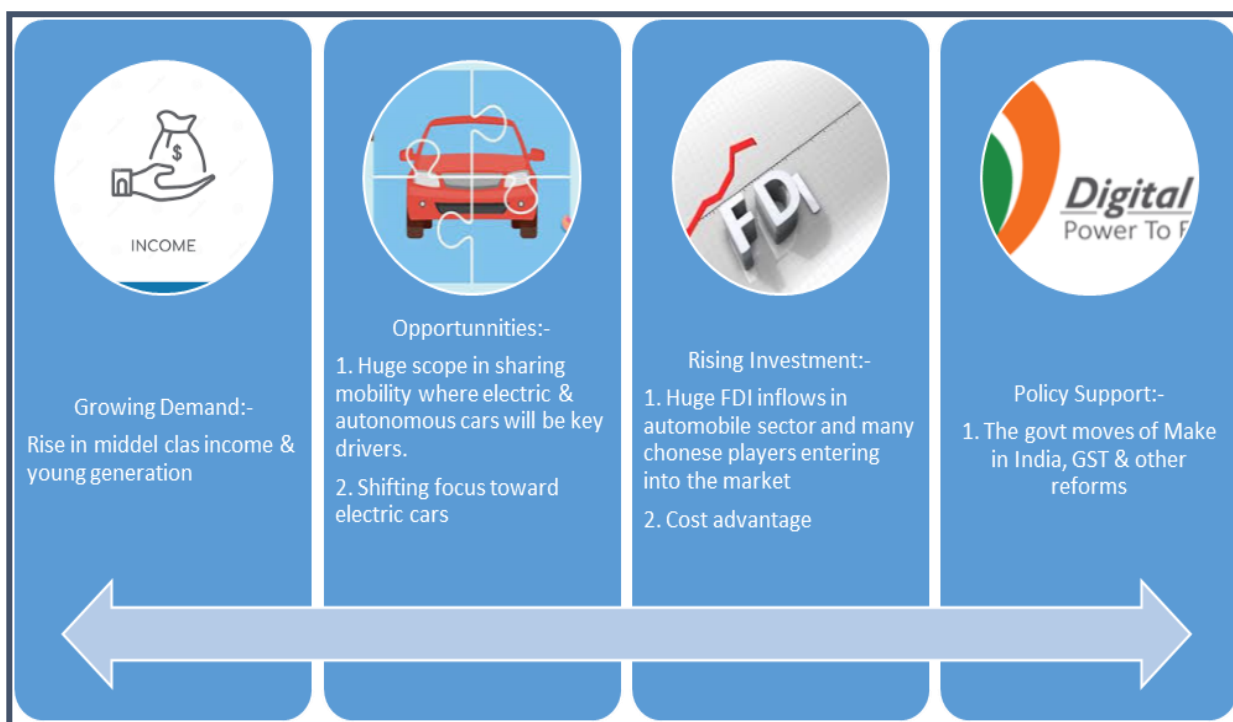 $
INCOME
Growing Demand:-
Rise in middel clas income &
young generation
Opportunnities:-
1. Huge scope in sharing
mobility where electric &
autonomous cars will be key
drivers.
2. Shifting focus toward
electric cars
FDI
Rising Investment:-
1. Huge FDI inflows in
automobile sector and many
chonese players entering
into the market
2. Cost advantage
Digital
Power To
Policy Support:-
1. The govt moves of Make
in India, GST & other
reforms